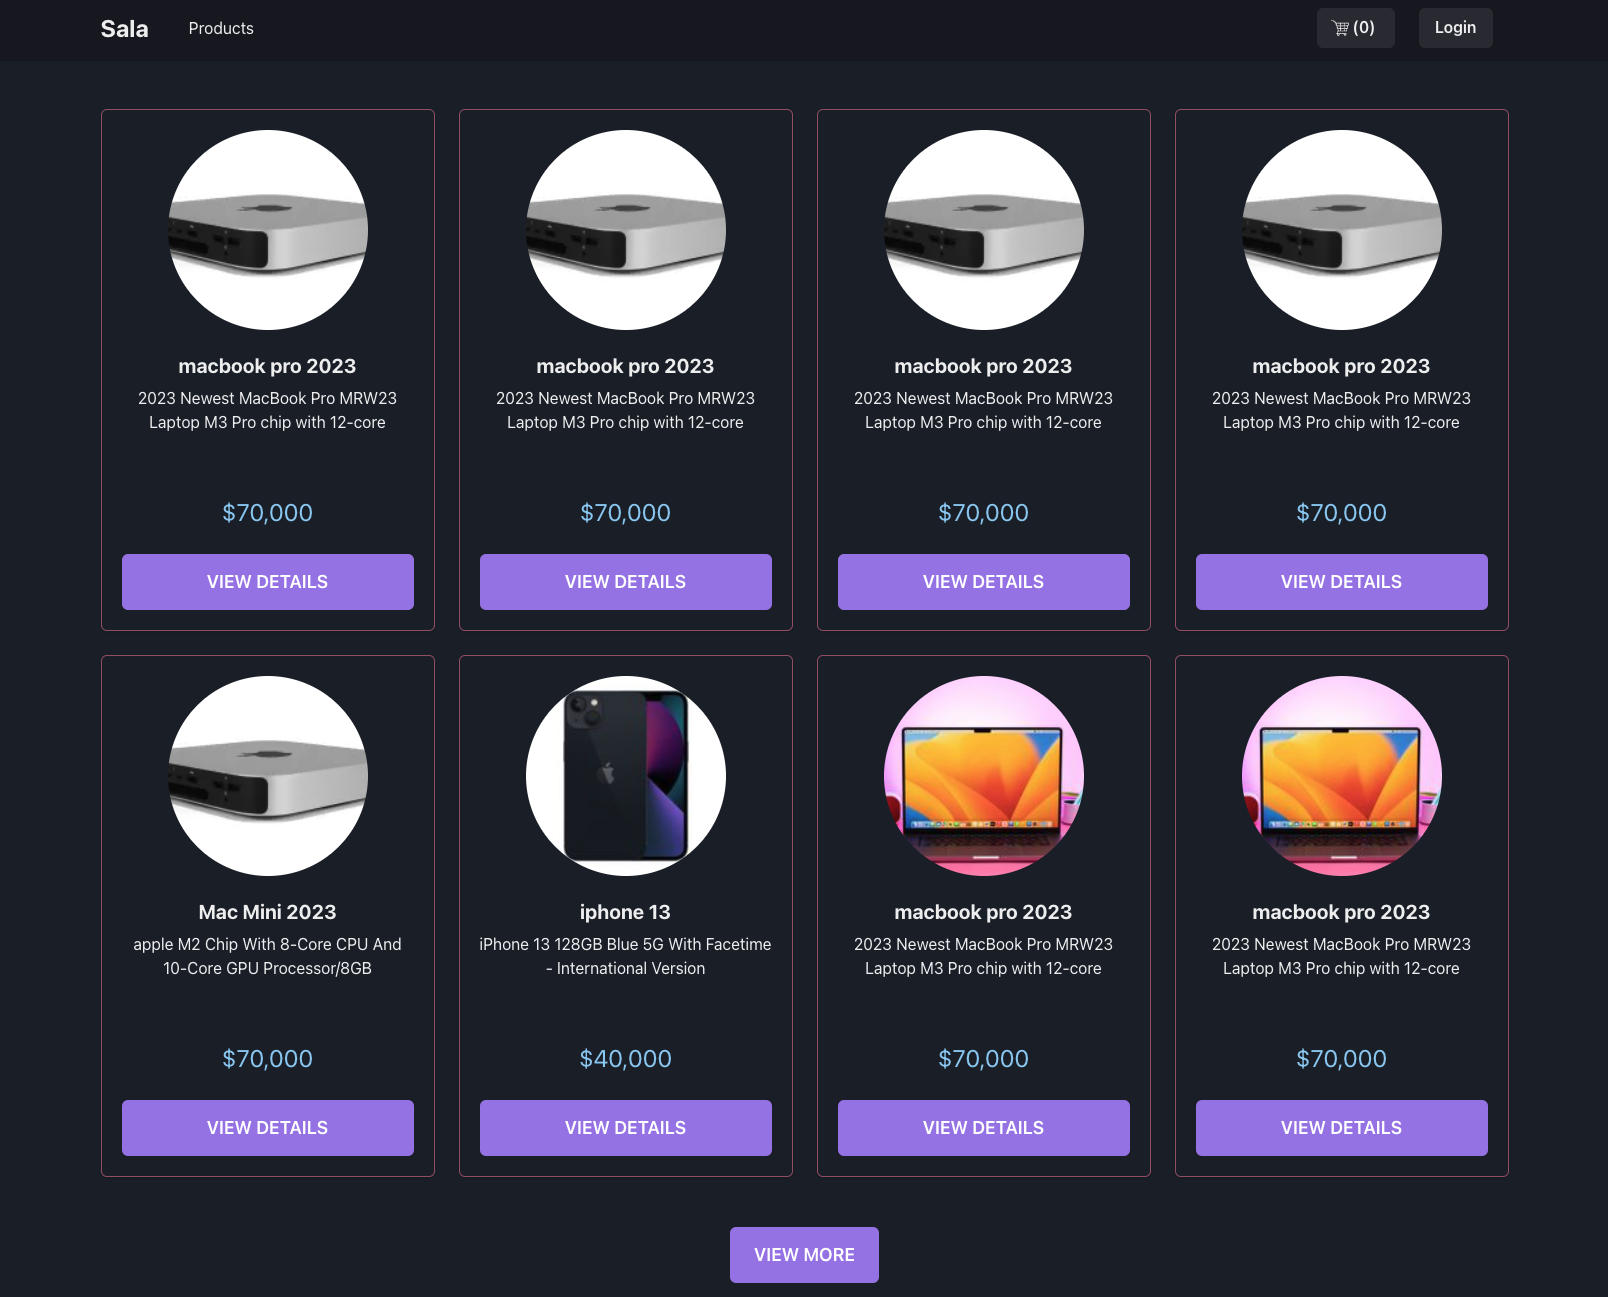 Sala
Products
(0)
Login
macbook pro 2023
2023 Newest MacBook Pro MRW23
Laptop M3 Pro chip with 12-core
$70,000
VIEW DETAILS
macbook pro 2023
2023 Newest MacBook Pro MRW23
Laptop M3 Pro chip with 12-core
$70,000
VIEW DETAILS
macbook pro 2023
2023 Newest MacBook Pro MRW23
Laptop M3 Pro chip with 12-core
$70,000
VIEW DETAILS
macbook pro 2023
2023 Newest MacBook Pro MRW23
Laptop M3 Pro chip with 12-core
$70,000
VIEW DETAILS
Mac Mini 2023
apple M2 Chip With 8-Core CPU And
10-Core GPU Processor/8GB
$70,000
VIEW DETAILS
iphone 13
iPhone 13 128GB Blue 5G With Facetime
- International Version
$40,000
VIEW DETAILS
macbook pro 2023
2023 Newest MacBook Pro MRW23
Laptop M3 Pro chip with 12-core
$70,000
VIEW DETAILS
macbook pro 2023
2023 Newest MacBook Pro MRW23
Laptop M3 Pro chip with 12-core
$70,000
VIEW DETAILS
VIEW MORE